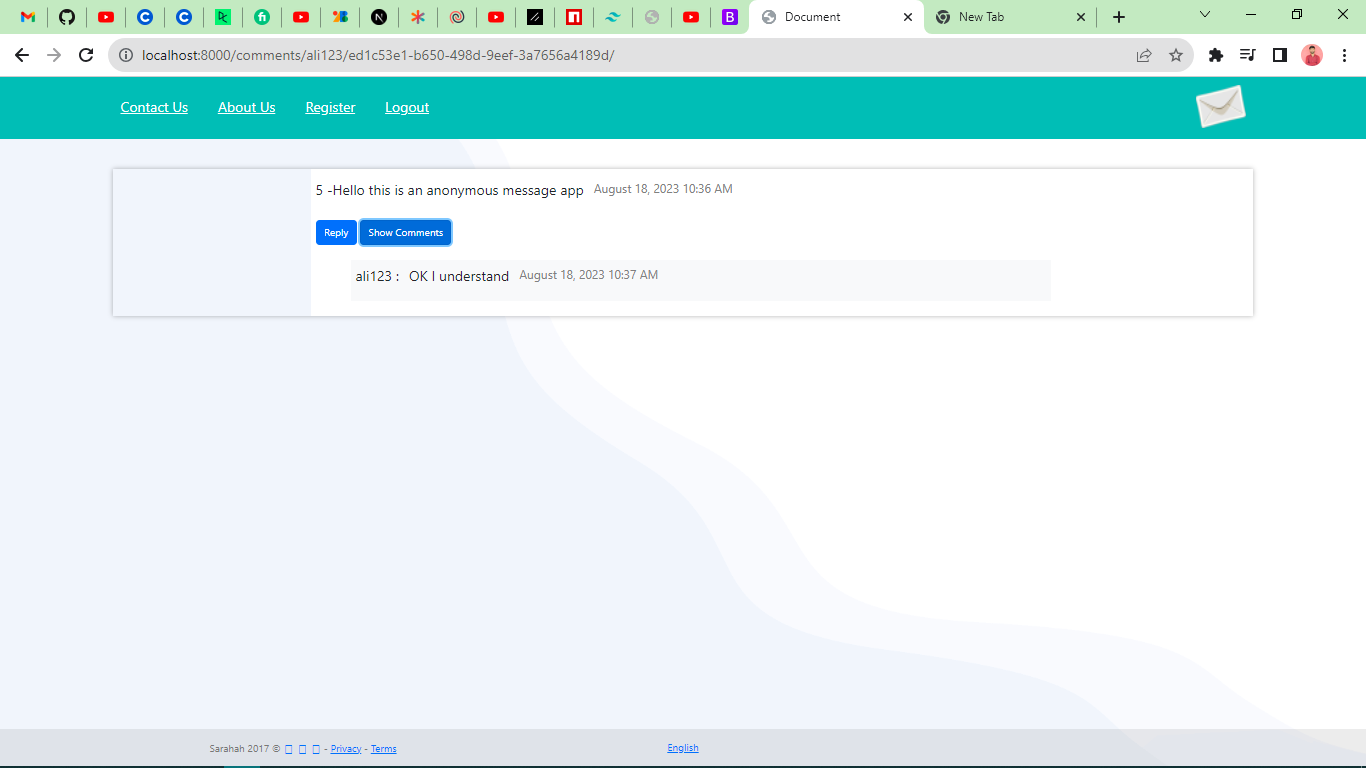 Document
New Tab
localhost:8000/comments/ali123/ed1c53e1-b650-498d-9eef-3a7656a4189d/
Contact Us About Us Register Logout
5 -Hello this is an anonymous message app August 18, 2023 10:36 AM
Reply Show Comments
ali123 : OK I understand August 18, 2023 10:37 AM
Sarahah 2017 © - Privacy - Terms English